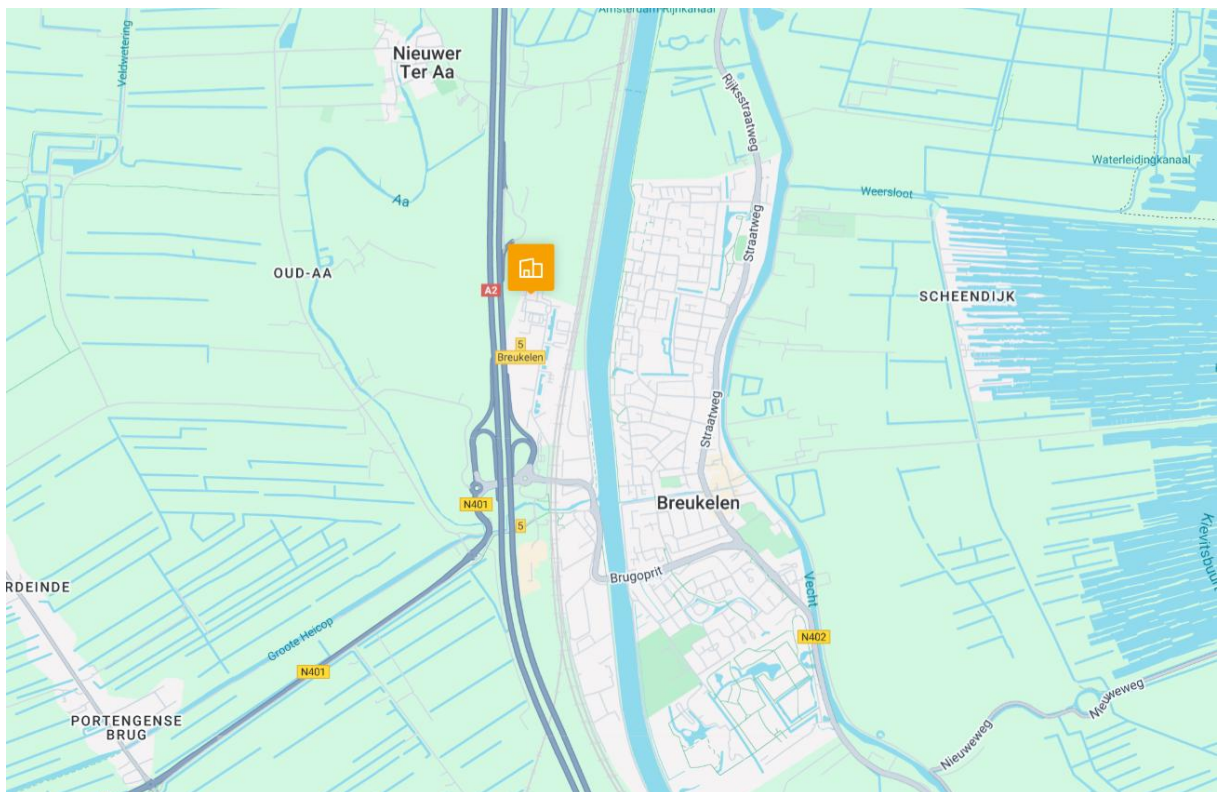 Amsterdam-Rijnkanaal
Nieuwer
Ter Aa
Veldwetering
Rijksstraatweg
Waterleidingkanaal
Aa
Weersloot
Straatweg
OUD-AA
A2
SCHEENDIJK
5
Breukelen
Straatweg
N401
Breukelen
5
Kievitsbuurt
Brugoprit
RDEINDE
Vecht
Groote Heicop
N402
N401
Nieuweweg
PORTENGENSE
BRUG
Nieuweweg